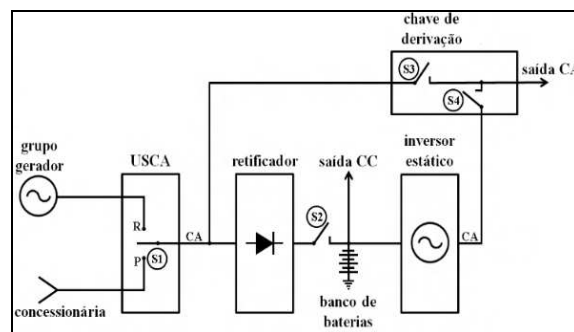 chave de
derivação
S3
saída CA
S4
grupo
gerador
USCA
retificador
saída CC
inversor
estático
R
P
S1
CA
S2
CA
banco de
baterias
concessionária